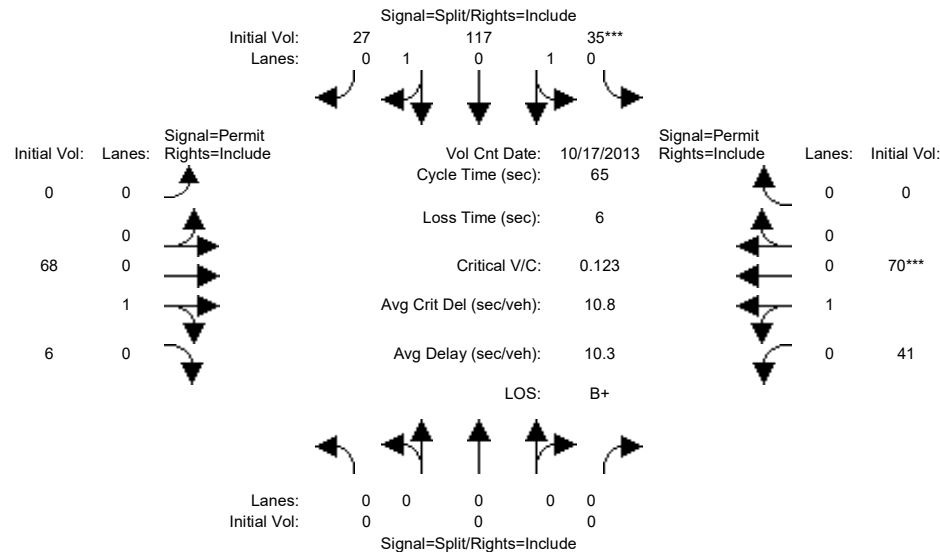 Signal=Split/Rights=Include
Initial Vol: 27 117 35***
Lanes: 0 1 0 1 0
Signal=Permit Signal=Permit
Initial Vol: Lanes: Rights=Include Vol Cnt Date: 10/17/2013 Rights=Include Lanes: Initial Vol:
Cycle Time (sec): 65
0 0 0 0
Loss Time (sec): 6
0 0
68 0 Critical V/C: 0.123 0 70***
1 Avg Crit Del (sec/veh): 10.8 1
6 0 Avg Delay (sec/veh): 10.3 0 41
LOS: B+
Lanes: 0 0 0 0 0
Initial Vol: 0 0 0
Signal=Split/Rights=Include